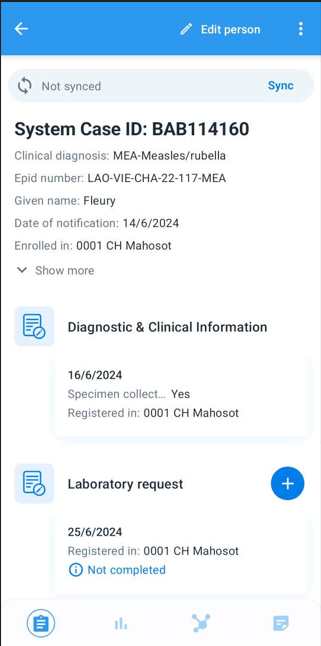 Edit person
Not synced
Sync
System Case ID: BAB114160
Clinical diagnosis: MEA-Measles/rubella
Epid number: LAO-VIE-CHA-22-117-MEA
Given name: Fleury
Date of notification: 14/6/2024
Enrolled in: 0001 CH Mahosot
Show more
Diagnostic & Clinical Information
16/6/2024
Specimen collect... Yes
Registered in: 0001 CH Mahosot
Laboratory request
25/6/2024
Registered in: 0001 CH Mahosot
Not completed